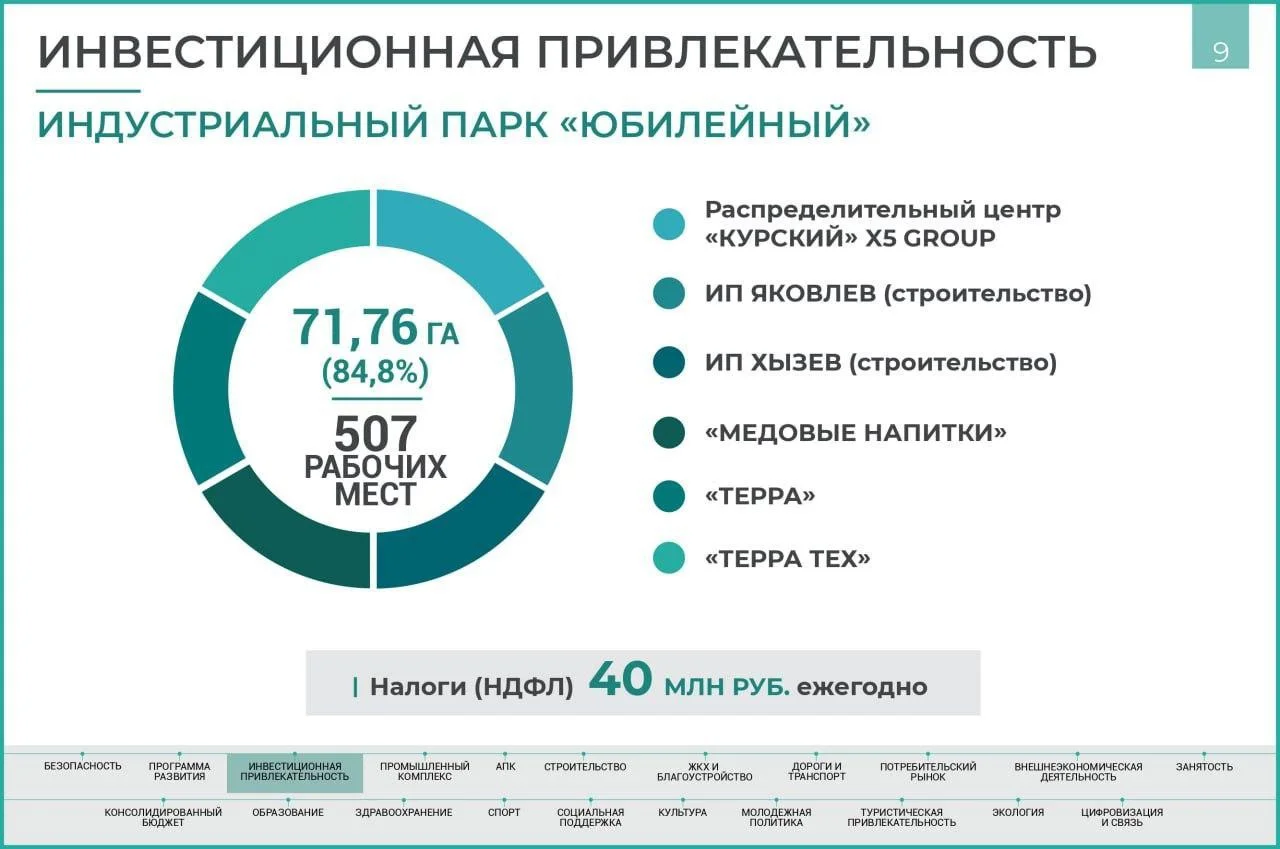 ИНВЕСТИЦИОННАЯ ПРИВЛЕКАТЕЛЬНОСТЬ
9
ИНДУСТРИАЛЬНЫЙ ПАРК «ЮБИЛЕЙНЫЙ»
71,76 ГА
(84,8%)
507
РАБОЧИХ
МЕСТ
Распределительный центр
«КУРСКИЙ» X5 GROUP
ИП ЯКОВЛЕВ (строительство)
ИП ХЫЗЕВ (строительство)
«МЕДОВЫЕ НАПИТКИ»
«ТЕРРА»
«ТЕРРА ТЕХ»
Налоги (НДФЛ) 40 МЛН РУБ. ежегодно
БЕЗОПАСНОСТЬ
ПРОГРАММА
РАЗВИТИЯ
ИНВЕСТИЦИОННАЯ
ПРИВЛЕКАТЕЛЬНОСТЬ
ПРОМЫШЛЕННЫЙ
КОМПЛЕКС
АПК
СТРОИТЕЛЬСТВО
ЖКХ И
БЛАГОУСТРОЙСТВО
ДОРОГИ И
ТРАНСПОРТ
ПОТРЕБИТЕЛЬСКИЙ
РЫНОК
ВНЕШНЕЭКОНОМИЧЕСКАЯ
ДЕЯТЕЛЬНОСТЬ
ЗАНЯТОСТЬ
КОНСОЛИДИРОВАННЫЙ
БЮДЖЕТ
ОБРАЗОВАНИЕ
ЗДРАВООХРАНЕНИЕ
СПОРТ
СОЦИАЛЬНАЯ
ПОДДЕРЖКА
КУЛЬТУРА
МОЛОДЕЖНАЯ
ПОЛИТИКА
ТУРИСТИЧЕСКАЯ
ПРИВЛЕКАТЕЛЬНОСТЬ
ЭКОЛОГИЯ
ЦИФРОВИЗАЦИЯ
И СВЯЗЬ